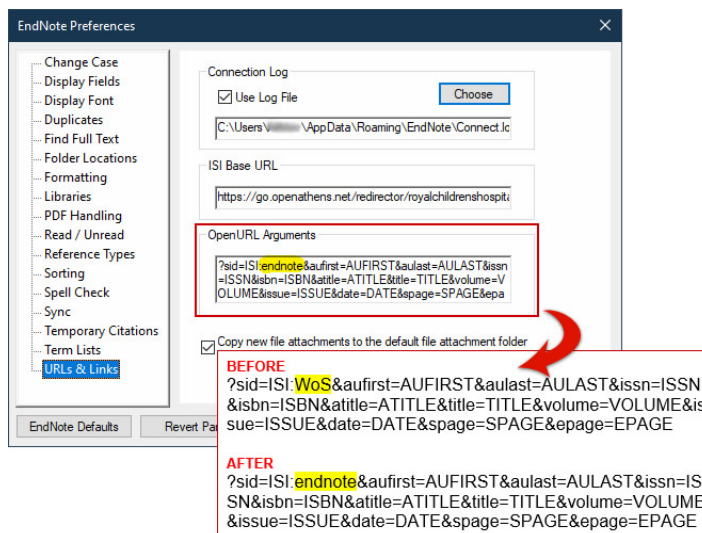 EndNote Preferences
Change Case
Display Fields
Display Font
Duplicates
Find Full Text
Folder Locations
Formatting
Libraries
PDF Handling
Read / Unread
Reference Types
Sorting
Spell Check
Sync
Temporary Citations
Term Lists
URLs & Links
Connection Log
Use Log File
Choose
C:\Users\ \AppData\Roaming\EndNote\Connect.lo
ISI Base URL
https://go.openathens.net/redirector/royalchildrenshospita
OpenURL Arguments
?sid=ISI:endnote&aufirst=AUFIRST&aulast=AULAST&issn
=ISSN&isbn=ISBN&atitle=ATITLE&title=TITLE&volume=V
OLUME&issue=ISSUE&date=DATE&spage=SPAGE&epa
Copy new file attachments to the default file attachment folder
EndNote Defaults
Revert Pa
BEFORE
?sid=ISI:WoS&aufirst=AUFIRST&aulast=AULAST&issn=ISSN
&isbn=ISBN&atitle=ATITLE&title=TITLE&volume=VOLUME&is
sue=ISSUE&date=DATE&spage=SPAGE&epage=EPAGE
AFTER
?sid=ISI:endnote&aufirst=AUFIRST&aulast=AULAST&issn=IS
SN&isbn=ISBN&atitle=ATITLE&title=TITLE&volume=VOLUME
&issue=ISSUE&date=DATE&spage=SPAGE&epage=EPAGE